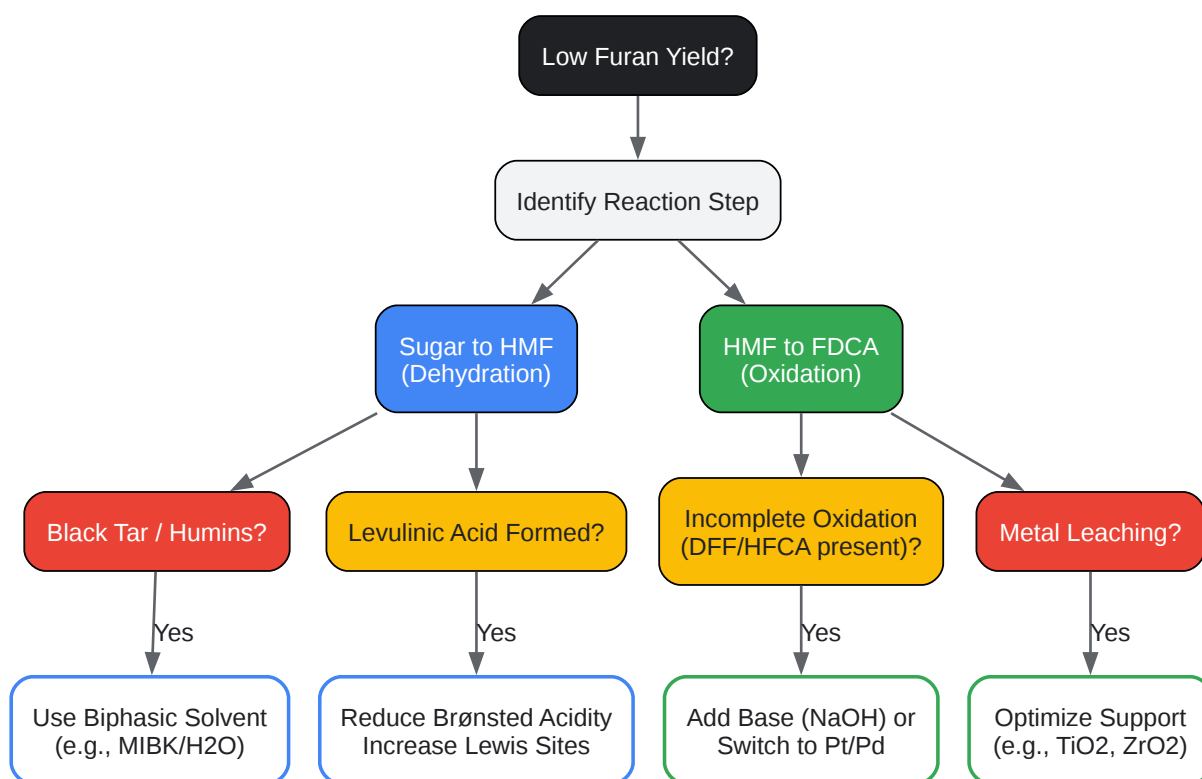 Low Furan Yield?
Identify Reaction Step
Sugar to HMF
(Dehydration)
HMF to FDCA
(Oxidation)
Black Tar / Humins?
Levulinic Acid Formed?
Incomplete Oxidation
(DFF/HFCA present)?
Metal Leaching?
Yes
Yes
Yes
Yes
Use Biphasic Solvent
(e.g., MIBK/H2O)
Reduce Brønsted Acidity
Increase Lewis Sites
Add Base (NaOH) or
Switch to Pt/Pd
Optimize Support
(e.g., TiO2, ZrO2)